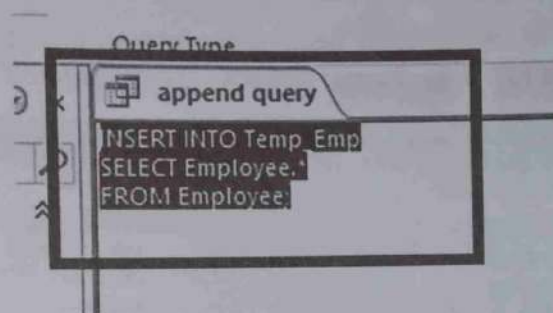 Query Type
append query
INSERT INTO Temp_Emp
SELECT Employee.*
FROM Employee;